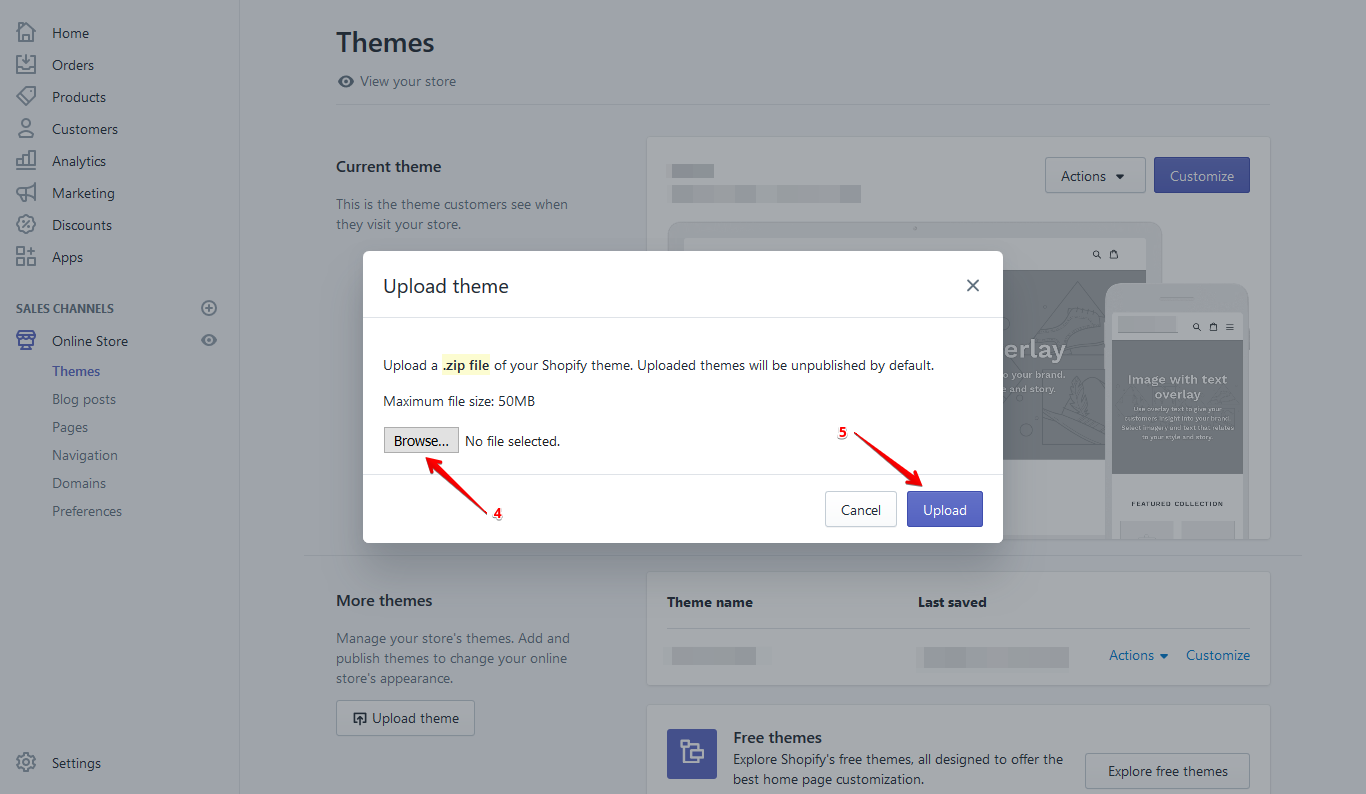 Home
Orders
Products
Customers
Analytics
Marketing
Discounts
Apps
SALES CHANNELS
Online Store
Themes
Blog posts
Pages
Navigation
Domains
Preferences
Settings
Themes
View your store
Current theme
This is the theme customers see when
they visit your store.
Actions
Customize
erlay
o your brand.
e and story.
Image with text
overlay
Use overlay text to give your
customers insight into your brand.
Select imagery and text that relates
to your style and story.
FEATURED COLLECTION
Upload theme
Upload a .zip file of your Shopify theme. Uploaded themes will be unpublished by default.
Maximum file size: 50MB
Browse... No file selected.
4
5
Cancel
Upload
More themes
Manage your store's themes. Add and
publish themes to change your online
store's appearance.
Upload theme
Theme name Last saved
Actions Customize
Free themes
Explore Shopify's free themes, all designed to offer the
best home page customization.
Explore free themes